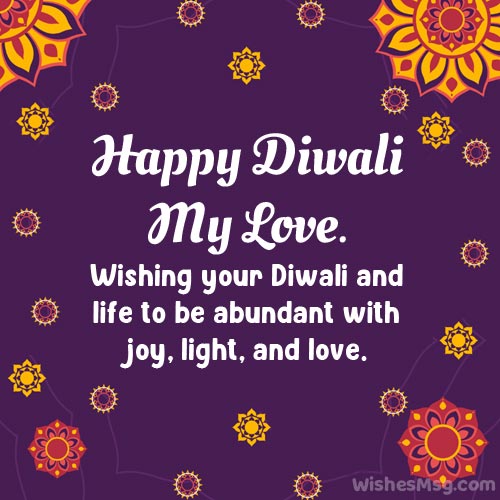 Happy Diwali
My Love.
Wishing your Diwali and
life to be abundant with
joy, light, and love.
WishesMsg.com